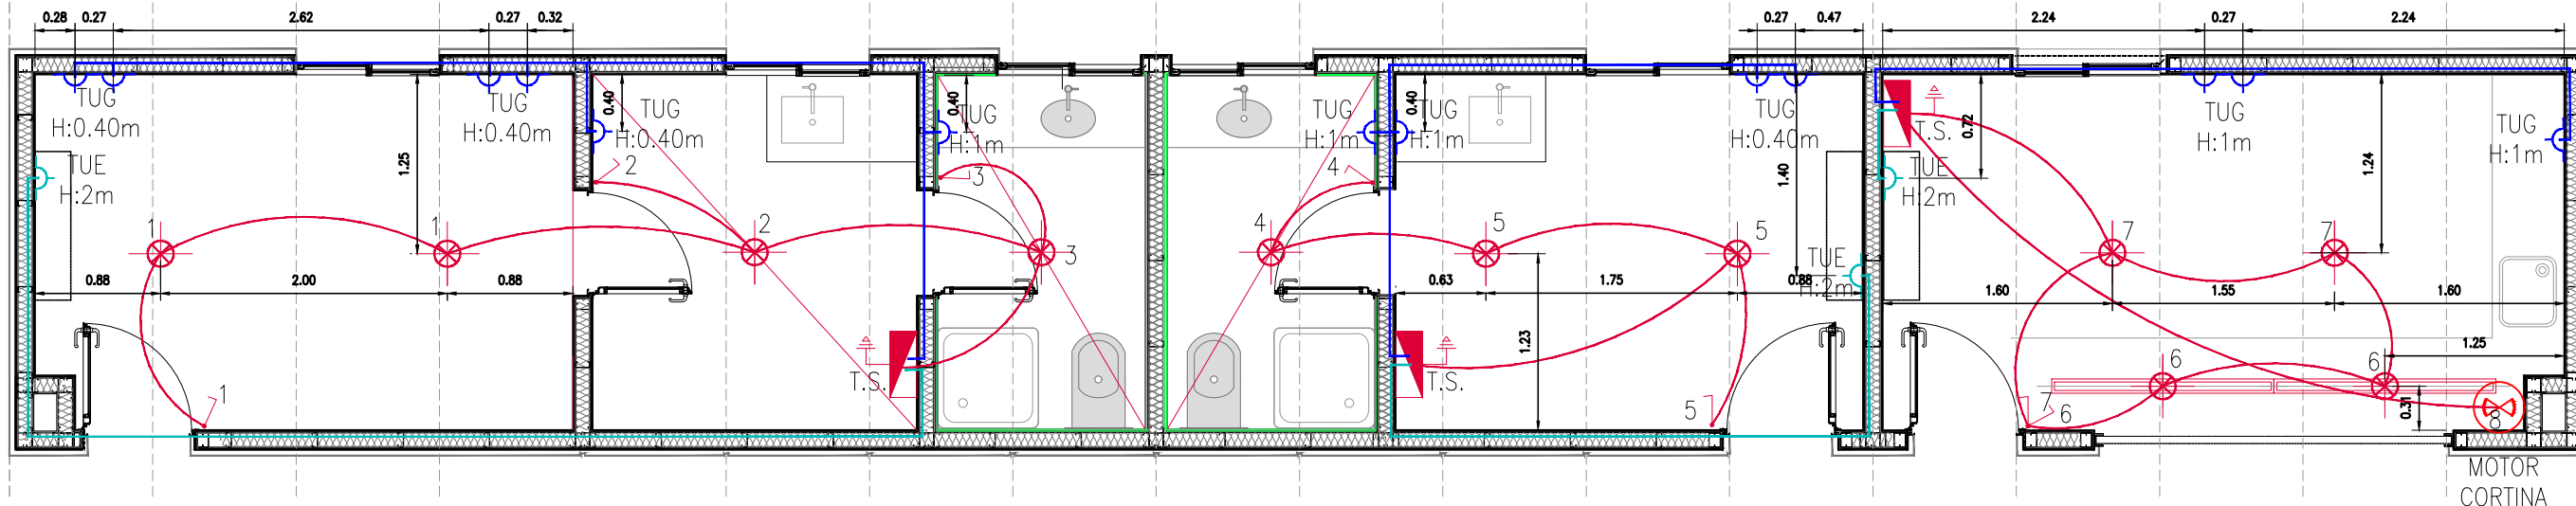 0.28 0.27 2.62 0.27 0.32 0.27 0.47 2.24 0.27 2.24
TUG
H:0.40m
TUG
H:0.40m
0.40
TUG
H:0.40m
0.40
TUG
H:1m
TUG
H:1m
0.40
TUG
H:1m
TUG
H:0.40m
T.S.
0.72
TUG
H:1m
TUG
H:1m
TUE
H:2m
1.25
2
3
4
1.40
TUE
H:2m
1.24
1 1 2 3 4 5 5 7 7
TUE
H:2m
0.88 2.00 0.88 0.63 1.75 0.88 1.60 1.55 1.60
1.23
1.25
T.S.
T.S.
6 6
0.31
1
5
7
6
8
MOTOR
CORTINA